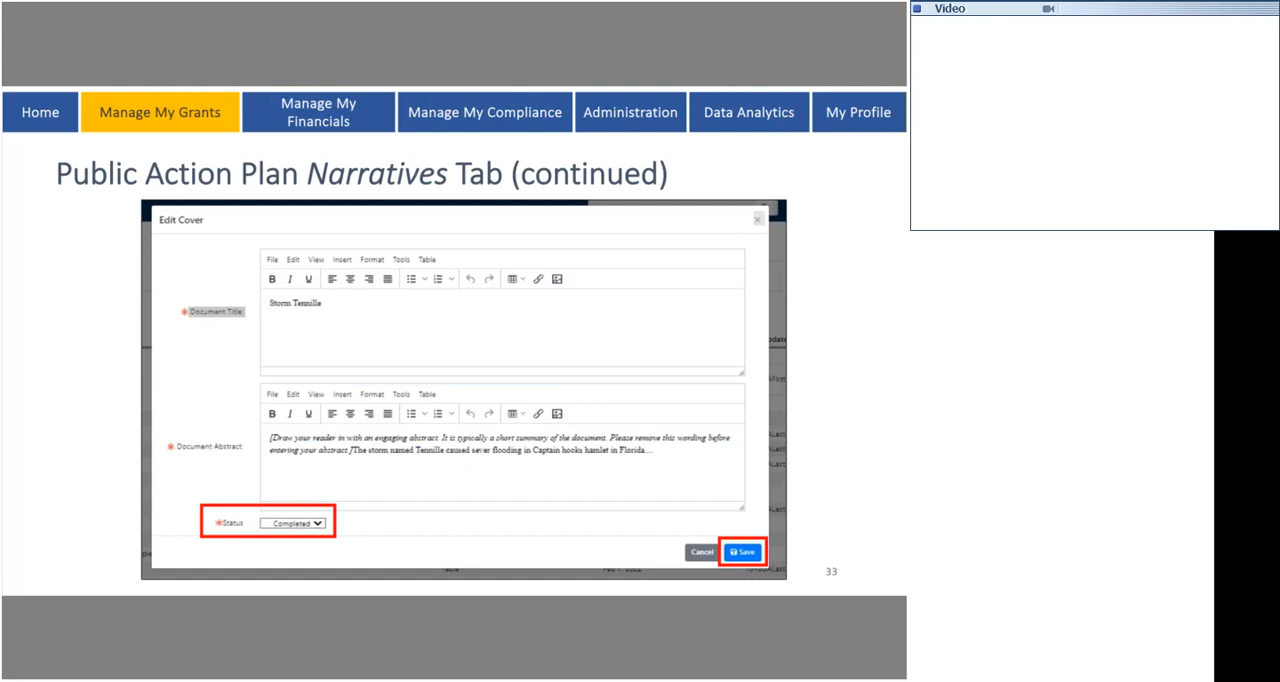 Video
Home
Manage My Grants
Manage My
Financials
Manage My Compliance
Administration
Data Analytics
My Profile
Public Action Plan Narratives Tab (continued)
Edit Cover
File Edit View Insert Format Tools Table
B I U
*Document Title:
Storm Tennille
File Edit View Insert Format Tools Table
B I U
*Document Abstract:
[Draw your reader in with an engaging abstract. It is typically a short summary of the document. Please remove this wording before
entering your abstract.]The storm named Tennille caused sever flooding in Captain hooks hamlet in Florida....
*Status
Completed
Cancel
Save
33